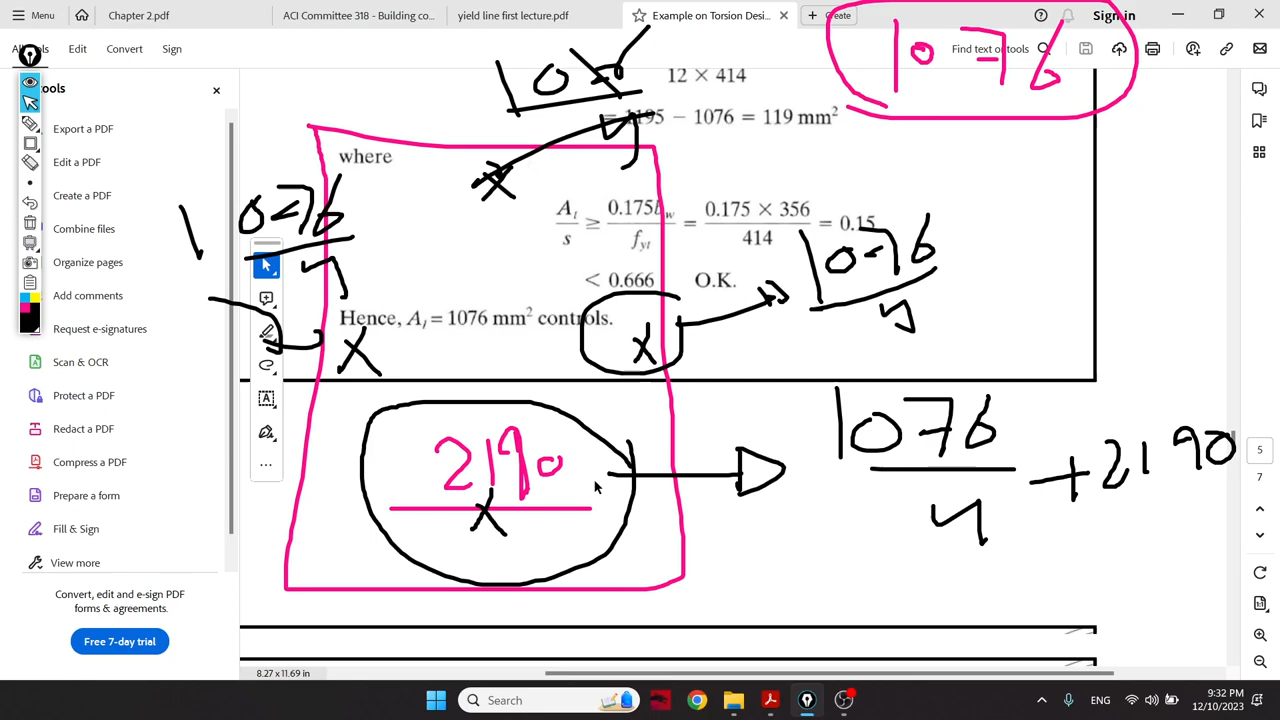 Menu
Chapter 2.pdf
ACI Committee 318 - Building co...
yield line first lecture.pdf
Example on Torsion Desi...
Create
Sign in
Edit
Convert
Sign
Find text or tools
1076
ools
Export a PDF
Edit a PDF
Create a PDF
Combine files
Organize pages
Add comments
Request e-signatures
Scan & OCR
Protect a PDF
Redact a PDF
Compress a PDF
Prepare a form
Fill & Sign
View more
Convert, edit and e-sign PDF
forms & agreements.
Free 7-day trial
12 × 414
= 1195 − 1076 = 119 mm²
where
A_t/s ≥ 0.175b_w/f_yt = 0.175 × 356/414 = 0.15
< 0.666 O.K.
Hence, A_l = 1076 mm² controls.
1076/4
1076/4
x
x
2190
x
1076/4 + 2190
5
7
8.27 x 11.69 in
Search
ENG
9:32 PM
12/10/2023